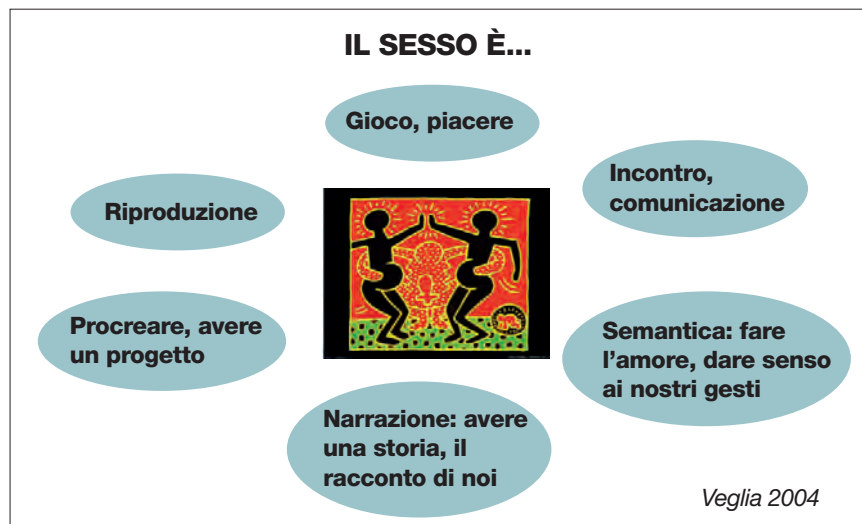 IL SESSO È...
Gioco, piacere
Incontro,
comunicazione
Riproduzione
Procreare, avere
un progetto
Semantica: fare
l'amore, dare senso
ai nostri gesti
Narrazione: avere
una storia, il
racconto di noi
Veglia 2004